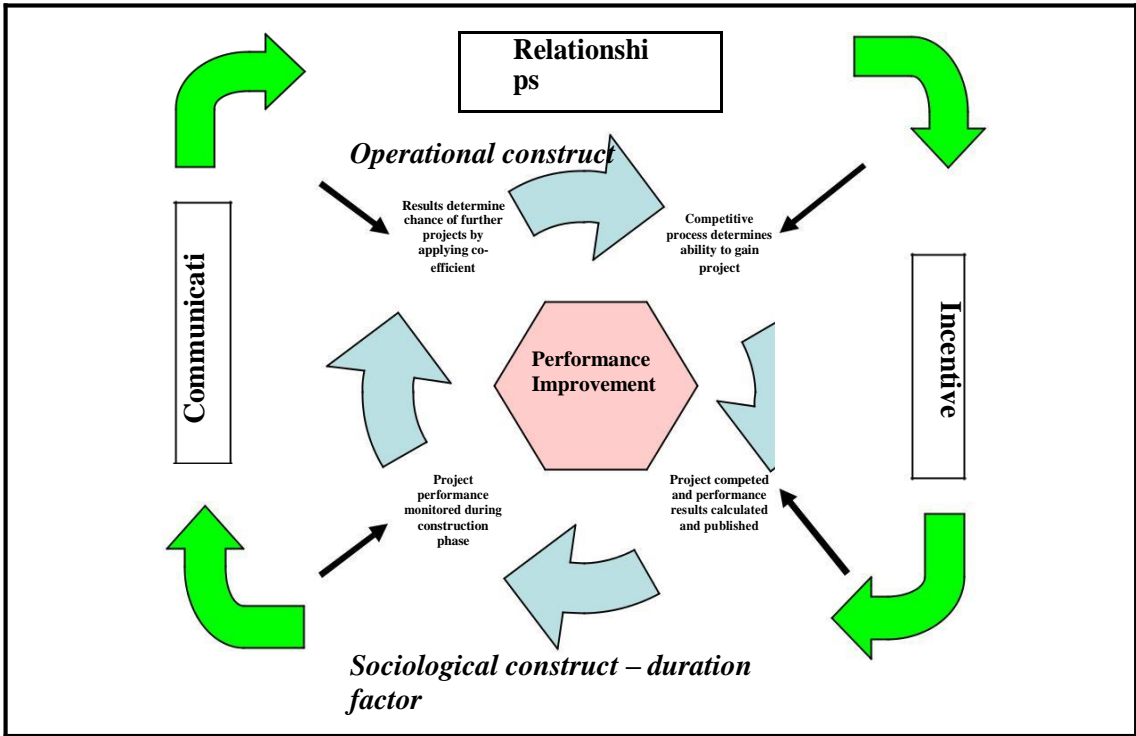 Relationshi
ps
Operational construct
Results determine
chance of further
projects by
applying co-
efficient
Competitive
process determines
ability to gain
project
Communicati
Performance
Improvement
Incentive
Project
performance
monitored during
construction
phase
Project competed
and performance
results calculated
and published
Sociological construct – duration
factor